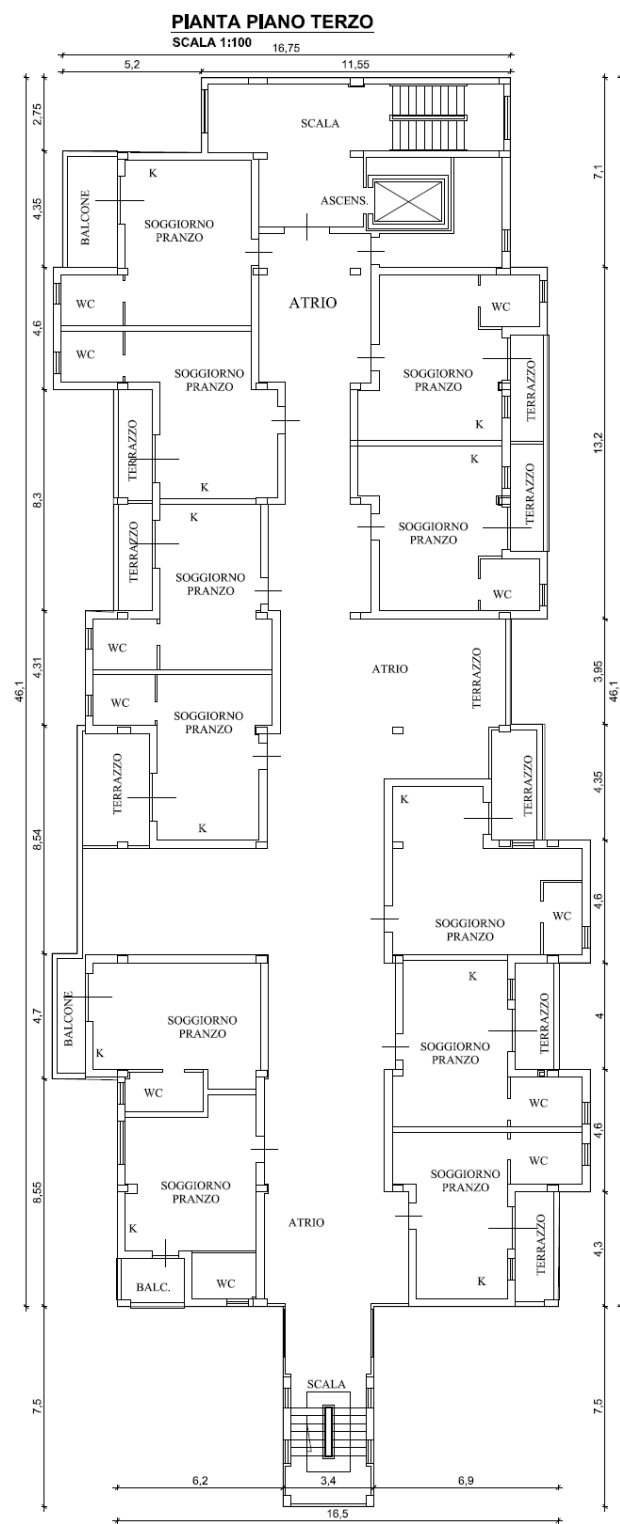 PIANTA PIANO TERZO
SCALA 1:100
16,75
5,2
11,55
2,75
SCALA
7,1
K
4,35
BALCONE
ASCENS.
SOGGIORNO
PRANZO
WC
ATRIO
WC
4,6
WC
SOGGIORNO
PRANZO
SOGGIORNO
PRANZO
TERRAZZO
13,2
K
TERRAZZO
K
K
K
8,3
TERRAZZO
SOGGIORNO
PRANZO
TERRAZZO
SOGGIORNO
PRANZO
WC
WC
4,31
46,1
ATRIO
TERRAZZO
3,95
46,1
WC
SOGGIORNO
PRANZO
TERRAZZO
TERRAZZO
4,35
K
K
8,54
4,6
WC
SOGGIORNO
PRANZO
K
4,7
BALCONE
SOGGIORNO
PRANZO
TERRAZZO
4
SOGGIORNO
PRANZO
K
WC
WC
4,6
WC
SOGGIORNO
PRANZO
SOGGIORNO
PRANZO
8,55
ATRIO
K
TERRAZZO
4,3
BALC.
WC
K
SCALA
7,5
7,5
6,2
3,4
6,9
16,5